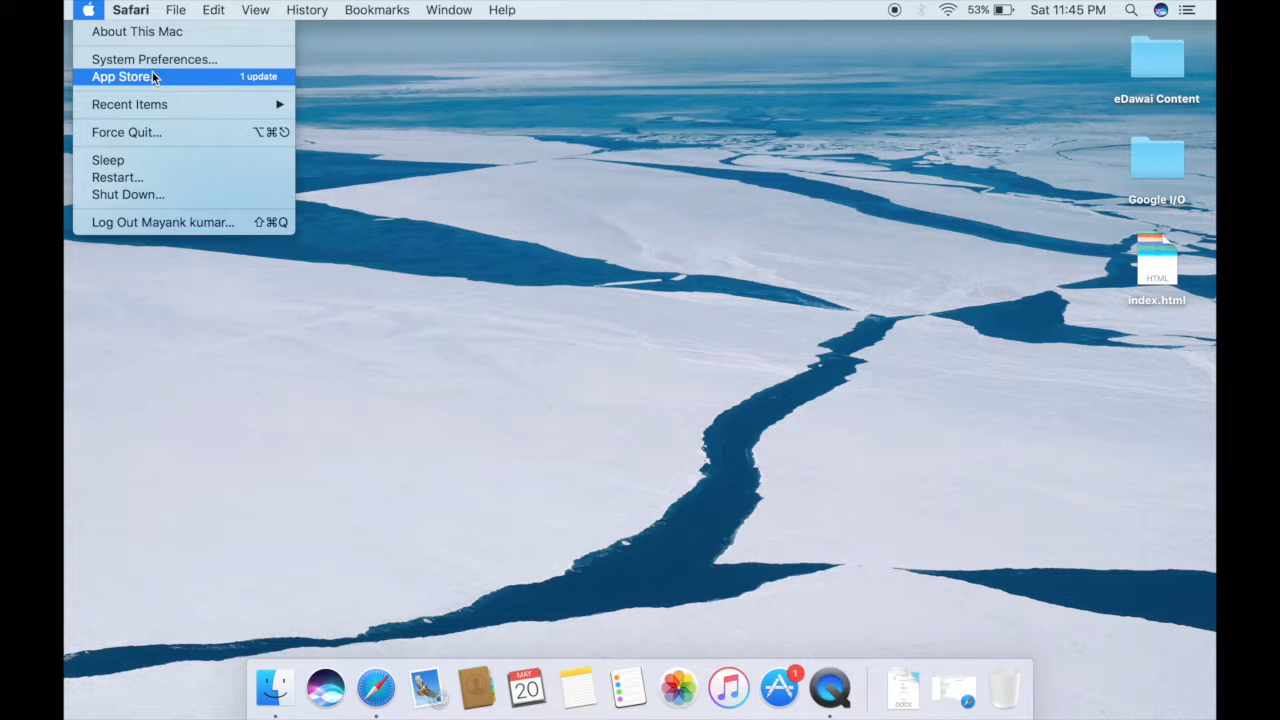 Safari File Edit View History Bookmarks Window Help 53% Sat 11:45 PM
About This Mac
System Preferences...
App Store... 1 update
Recent Items
Force Quit... ⌥⌘⎋
Sleep
Restart...
Shut Down...
Log Out Mayank kumar... ⇧⌘Q
eDawai Content
Google I/O
HTML
index.html
MAY
20
1
DOCX